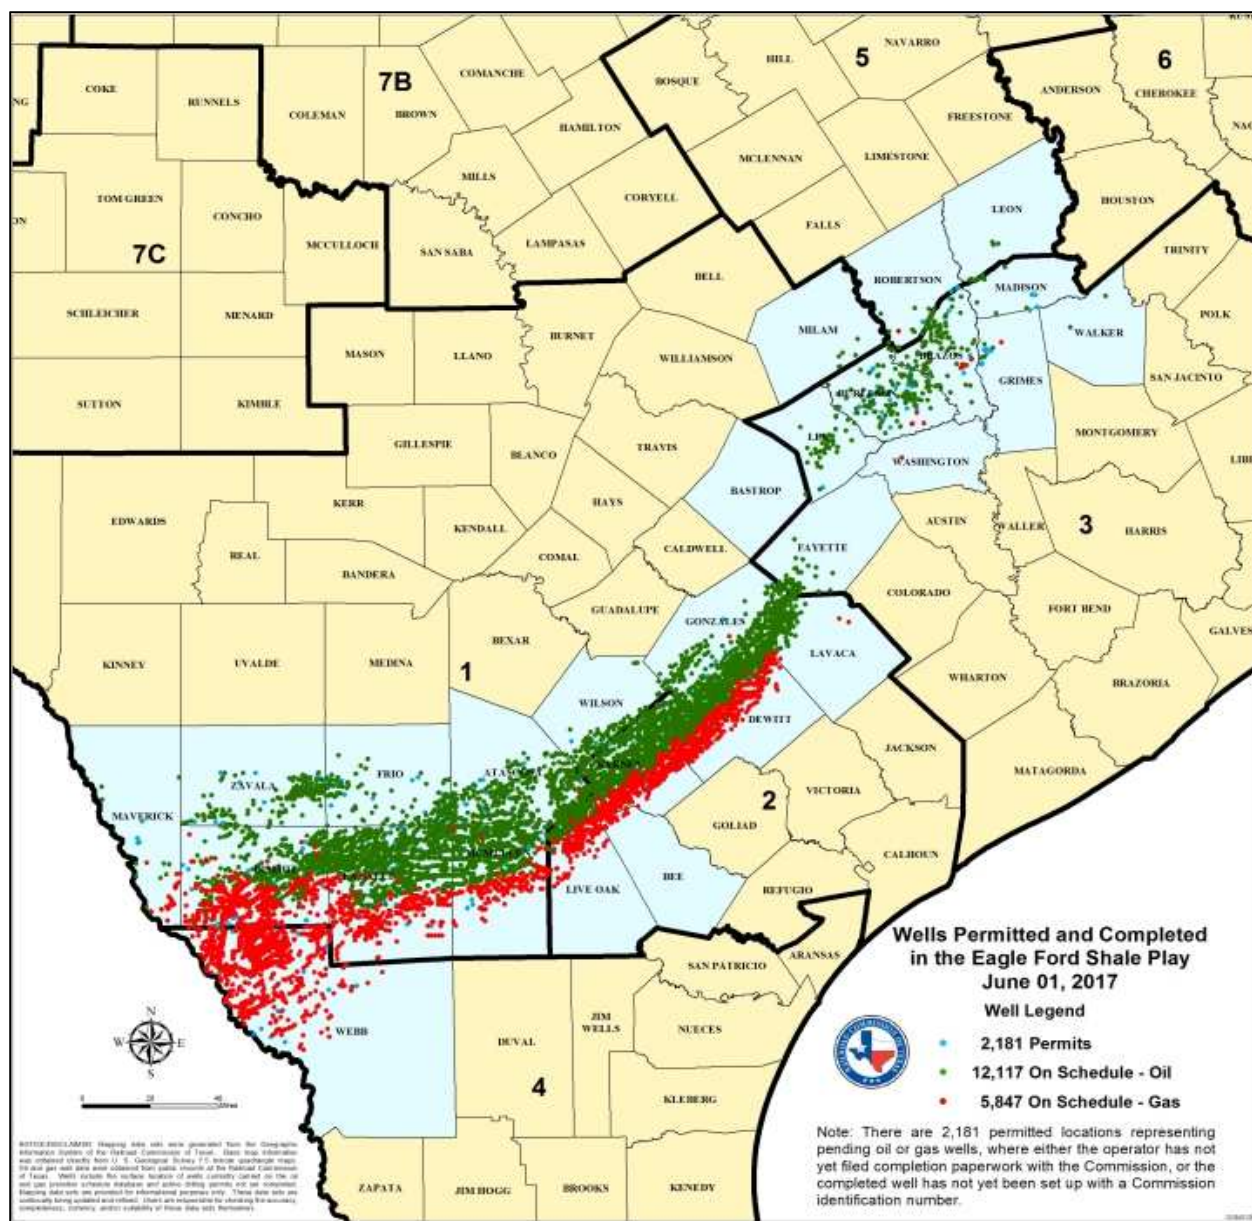 COKE
RUNNELS
COLEMAN
7B
BROWN
COMANCHE
HAMILTON
BOSQUE
HILL
5
NAVARRO
ANDERSON
6
CHEROKEE
FREESTONE
MCLENNAN
LIMESTONE
MILLS
CORYELL
TOM GREEN
CONCHO
7C
MCCULLOCH
SAN SABA
LAMPASAS
FALLS
LEON
HOUSTON
TRINITY
BELL
ROBERTSON
MADISON
SCHLEICHER
MENARD
BURNET
MILAM
WALKER
POLK
MASON
LLANO
WILLIAMSON
BRAZOS
GRIMES
SAN JACINTO
SUTTON
KIMBLE
GILLESPIE
BLANCO
TRAVIS
WASHINGTON
MONTGOMERY
BASTROP
EDWARDS
KERR
KENDALL
HAYS
AUSTIN
WALLER
3
HARRIS
REAL
BANDERA
COMAL
CALDWELL
FAYETTE
COLORADO
FORT BEND
GUADALUPE
GONZALES
KINNEY
UVALDE
MEDINA
BEXAR
1
LAVACA
WHARTON
BRAZORIA
WILSON
DEWITT
JACKSON
MATAGORDA
ZAVALA
FRIO
MAVERICK
2
VICTORIA
GOLIAD
CALHOUN
LIVE OAK
BEE
REFUGIO
ARANSAS
SAN PATRICIO
WEBB
DUVAL
JIM
WELLS
NUECES
4
KLEBERG
ZAPATA
JIM HOGG
BROOKS
KENEDY
N
W
E
S
Wells Permitted and Completed
in the Eagle Ford Shale Play
June 01, 2017
Well Legend
2,181 Permits
12,117 On Schedule - Oil
5,847 On Schedule - Gas
Note: There are 2,181 permitted locations representing
pending oil or gas wells, where either the operator has not
yet filed completion paperwork with the Commission, or the
completed well has not yet been set up with a Commission
identification number.